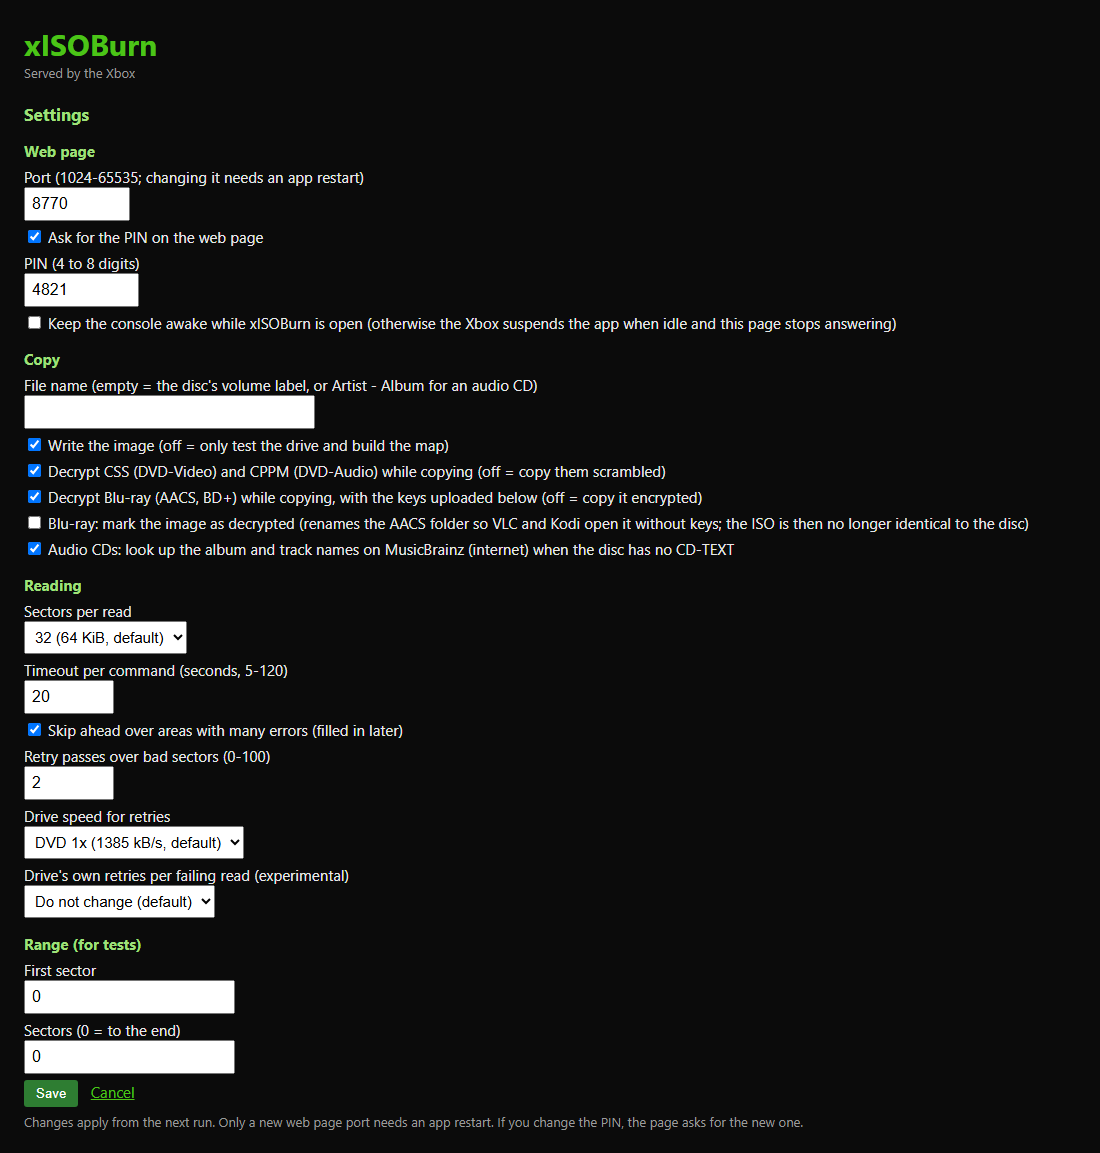 xISOBurn
Served by the Xbox
Settings
Web page
Port (1024-65535; changing it needs an app restart)
8770
Ask for the PIN on the web page
PIN (4 to 8 digits)
4821
Keep the console awake while xISOBurn is open (otherwise the Xbox suspends the app when idle and this page stops answering)
Copy
File name (empty = the disc's volume label, or Artist - Album for an audio CD)
Write the image (off = only test the drive and build the map)
Decrypt CSS (DVD-Video) and CPPM (DVD-Audio) while copying (off = copy them scrambled)
Decrypt Blu-ray (AACS, BD+) while copying, with the keys uploaded below (off = copy it encrypted)
Blu-ray: mark the image as decrypted (renames the AACS folder so VLC and Kodi open it without keys; the ISO is then no longer identical to the disc)
Audio CDs: look up the album and track names on MusicBrainz (internet) when the disc has no CD-TEXT
Reading
Sectors per read
32 (64 KiB, default)
Timeout per command (seconds, 5-120)
20
Skip ahead over areas with many errors (filled in later)
Retry passes over bad sectors (0-100)
2
Drive speed for retries
DVD 1x (1385 kB/s, default)
Drive's own retries per failing read (experimental)
Do not change (default)
Range (for tests)
First sector
0
Sectors (0 = to the end)
0
Save Cancel
Changes apply from the next run. Only a new web page port needs an app restart. If you change the PIN, the page asks for the new one.